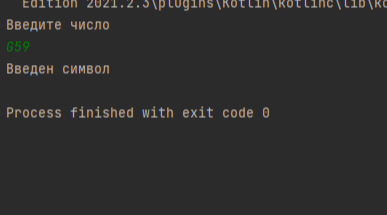 Edition 2021.2.3\plugins\Kotlin\kotlinc\lib\
Введите число
G59
Введен символ
Process finished with exit code 0